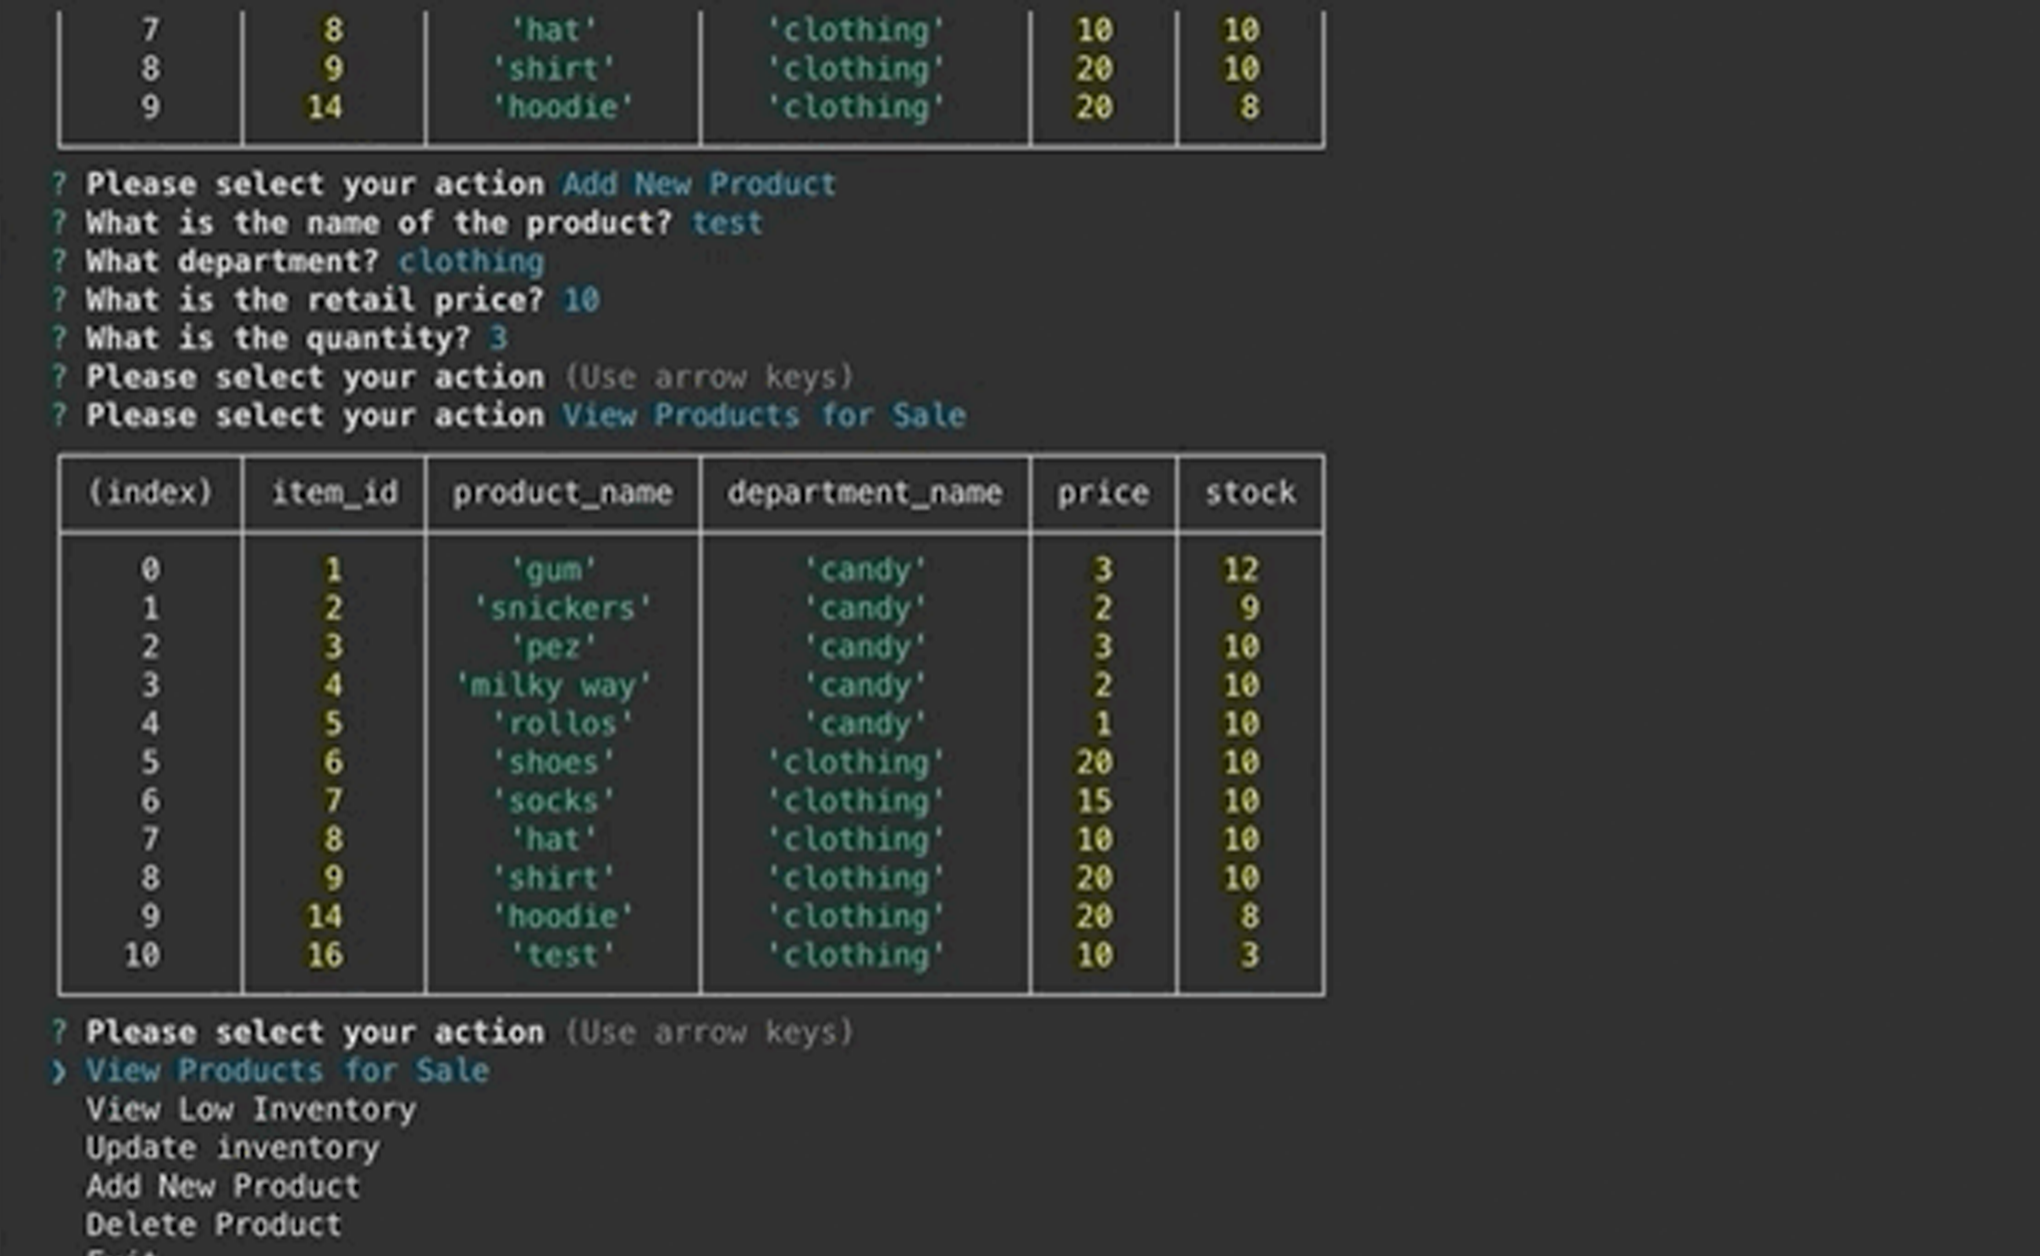 7 8 'hat' 'clothing' 10 10
8 9 'shirt' 'clothing' 20 10
9 14 'hoodie' 'clothing' 20 8
? Please select your action Add New Product
? What is the name of the product? test
? What department? clothing
? What is the retail price? 10
? What is the quantity? 3
? Please select your action (Use arrow keys)
? Please select your action View Products for Sale
(index) item_id product_name department_name price stock
0 1 'gum' 'candy' 3 12
1 2 'snickers' 'candy' 2 9
2 3 'pez' 'candy' 3 10
3 4 'milky way' 'candy' 2 10
4 5 'rollos' 'candy' 1 10
5 6 'shoes' 'clothing' 20 10
6 7 'socks' 'clothing' 15 10
7 8 'hat' 'clothing' 10 10
8 9 'shirt' 'clothing' 20 10
9 14 'hoodie' 'clothing' 20 8
10 16 'test' 'clothing' 10 3
? Please select your action (Use arrow keys)
❯ View Products for Sale
View Low Inventory
Update inventory
Add New Product
Delete Product